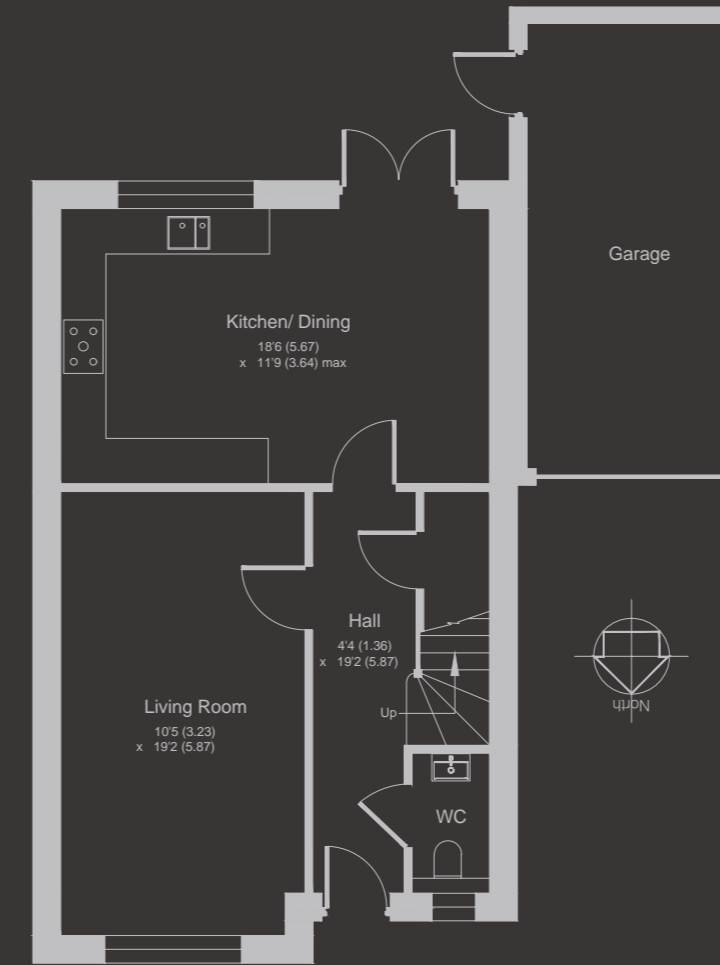 Garage
Kitchen/ Dining
18'6 (5.67)
x 11'9 (3.64) max
Hall
4'4 (1.36)
x 19'2 (5.87)
Living Room
10'5 (3.23)
x 19'2 (5.87)
Up
North
WC